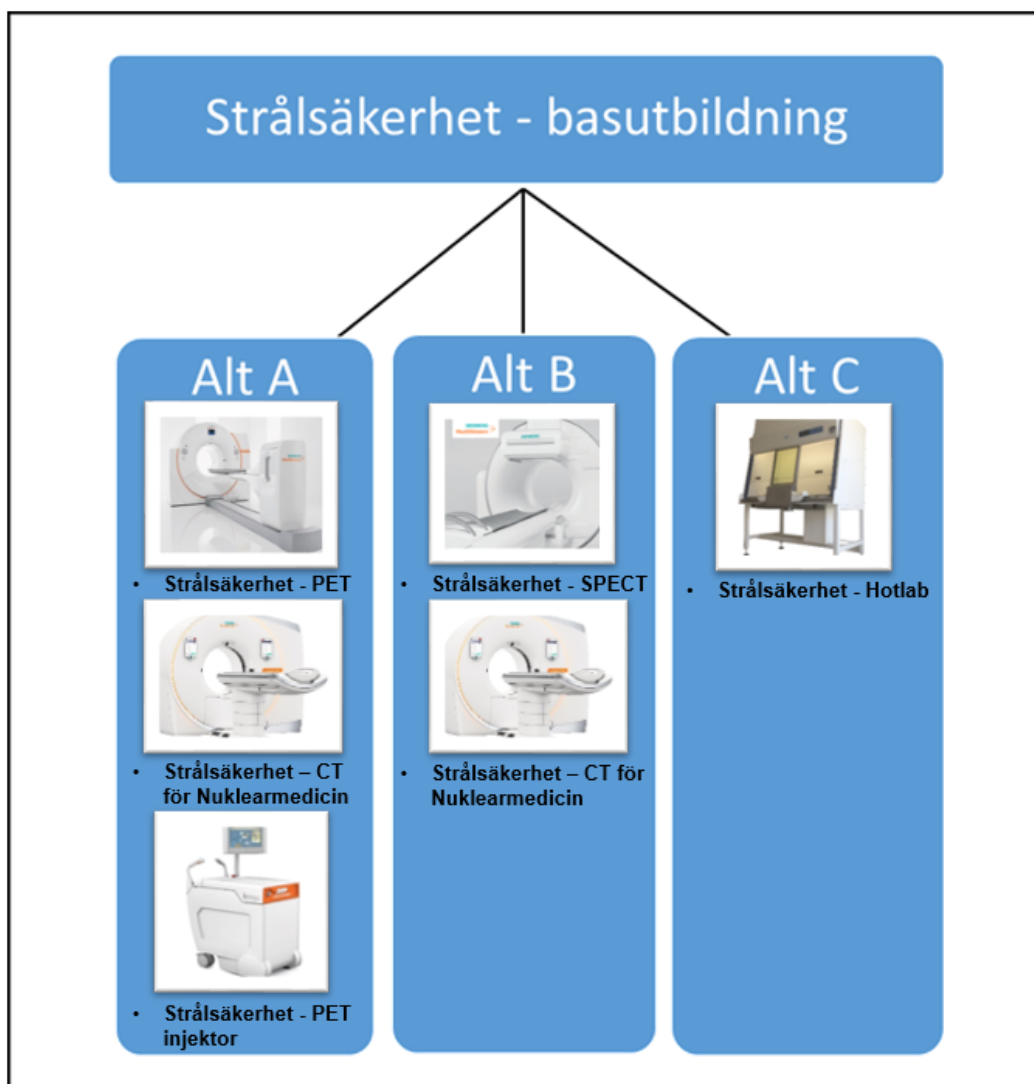 Strålsäkerhet - basutbildning
Alt A
• Strålsäkerhet - PET
• Strålsäkerhet – CT
för Nuklearmedicin
• Strålsäkerhet - PET
injektor
Alt B
• Strålsäkerhet - SPECT
• Strålsäkerhet – CT för
Nuklearmedicin
Alt C
• Strålsäkerhet - Hotlab